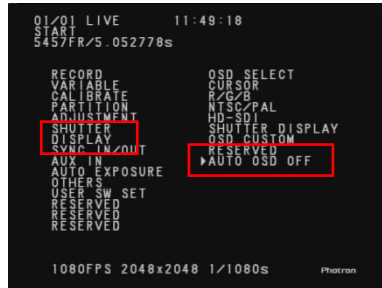 01/01 LIVE 11:49:18
START
5457FR/5.052778s
RECORD
VARIABLE
CALIBRATE
PARTITION
ADJUSTMENT
SHUTTER
DISPLAY
SYNC IN/OUT
AUX IN
AUTO EXPOSURE
OTHERS
USER SW SET
RESERVED
RESERVED
RESERVED
OSD SELECT
CURSOR
R/G/B
NTSC/PAL
HD-SDI
SHUTTER DISPLAY
OSD CUSTOM
RESERVED
▶AUTO OSD OFF
1080FPS 2048x2048 1/1080s
Photron